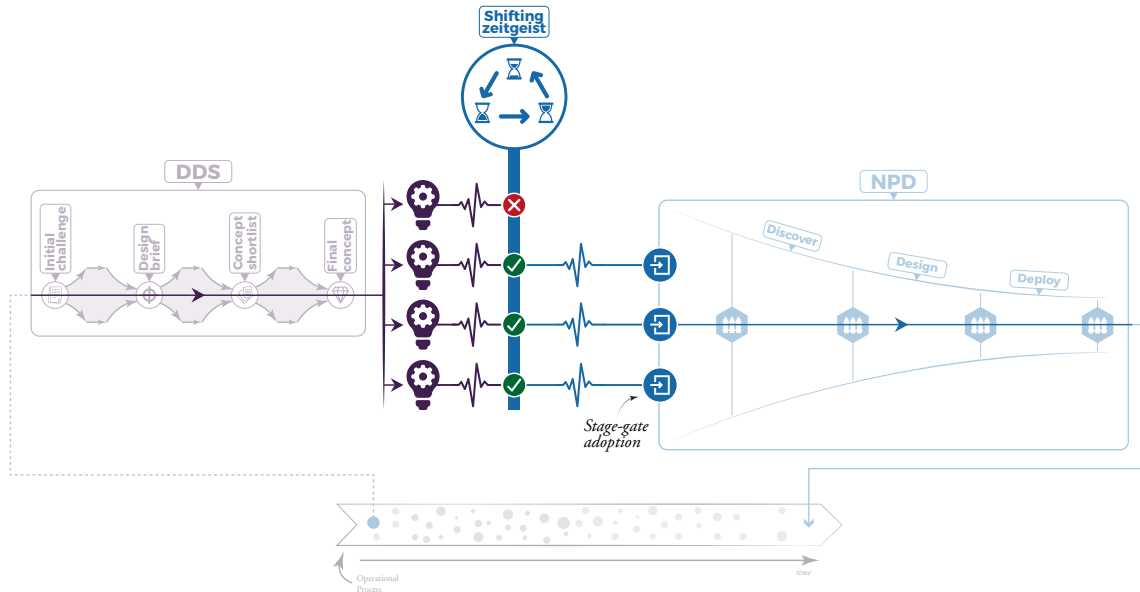 Shifting
zeitgeist
DDS
Initial
challenge
Design
brief
Concept
shortlist
Final
concept
NPD
Discover
Design
Deploy
Stage-gate
adoption
Operational
Process
time